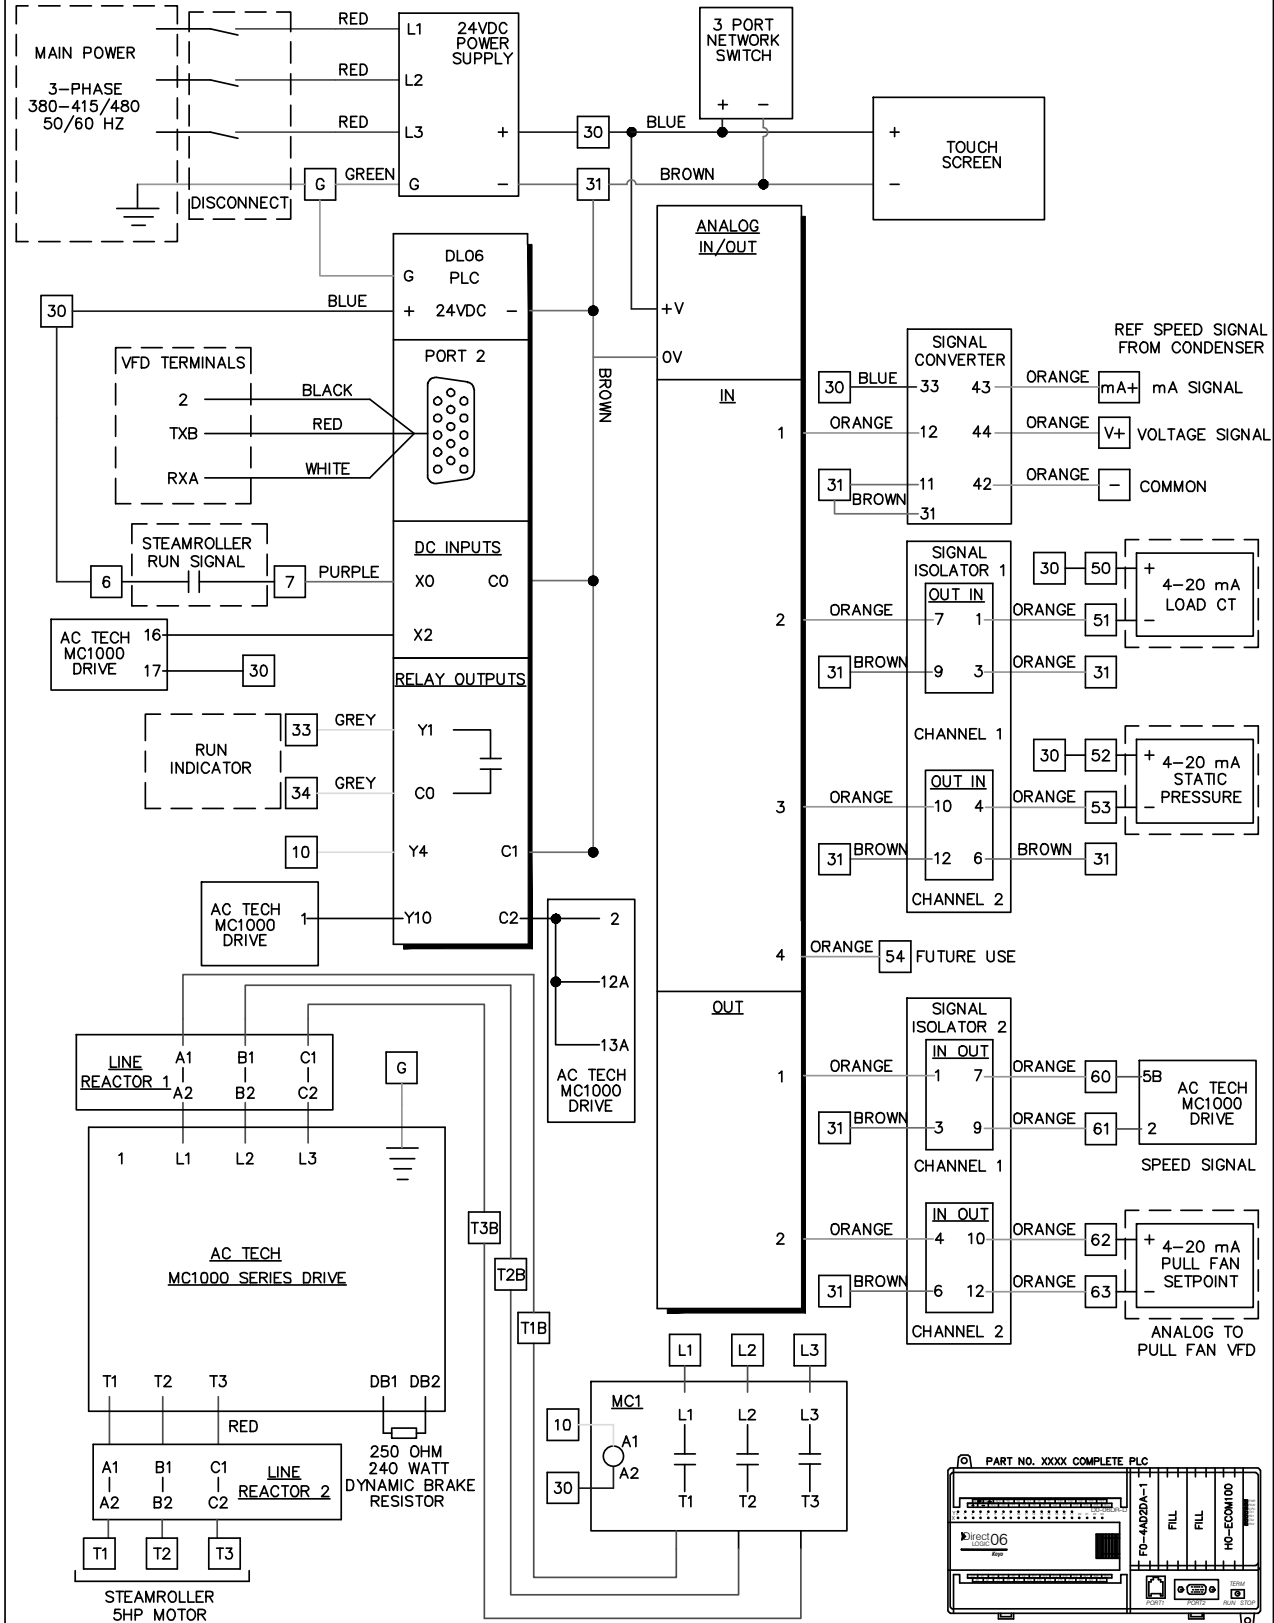 MAIN POWER
3-PHASE
380-415/480
50/60 HZ
RED
RED
RED
DISCONNECT
G
GREEN
L1
L2
L3
G
24VDC
POWER
SUPPLY
+
-
30
31
BLUE
BROWN
3 PORT
NETWORK
SWITCH
+ -
+
-
TOUCH
SCREEN
DL06
PLC
G
+ 24VDC -
30
BLUE
VFD TERMINALS
2
TXB
RXA
BLACK
RED
WHITE
PORT 2
BROWN
STEAMROLLER
RUN SIGNAL
6
7
PURPLE
DC INPUTS
X0 C0
X2
AC TECH
MC1000
DRIVE
16
17
30
RELAY OUTPUTS
RUN
INDICATOR
33
GREY
Y1
34
GREY
C0
10
Y4
C1
AC TECH
MC1000
DRIVE
1
Y10
C2
2
12A
13A
AC TECH
MC1000
DRIVE
ANALOG
IN/OUT
+V
0V
IN
1
2
3
4
OUT
1
2
REF SPEED SIGNAL
FROM CONDENSER
SIGNAL
CONVERTER
30
BLUE
33 43
ORANGE
mA+
mA SIGNAL
ORANGE
12 44
ORANGE
V+
VOLTAGE SIGNAL
31
BROWN
11 42
31
ORANGE
-
COMMON
SIGNAL
ISOLATOR 1
OUT IN
ORANGE
7 1
ORANGE
30
50
51
+
-
4-20 mA
LOAD CT
31
BROWN
9 3
ORANGE
31
CHANNEL 1
OUT IN
ORANGE
10 4
ORANGE
30
52
53
+
-
4-20 mA
STATIC
PRESSURE
31
BROWN
12 6
BROWN
31
CHANNEL 2
ORANGE
54
FUTURE USE
SIGNAL
ISOLATOR 2
IN OUT
ORANGE
1 7
ORANGE
60
5B
31
BROWN
3 9
ORANGE
61
2
AC TECH
MC1000
DRIVE
SPEED SIGNAL
CHANNEL 1
IN OUT
ORANGE
4 10
ORANGE
62
+
31
BROWN
6 12
ORANGE
63
-
4-20 mA
PULL FAN
SETPOINT
CHANNEL 2
ANALOG TO
PULL FAN VFD
LINE
REACTOR 1
A1 B1 C1
A2 B2 C2
G
1 L1 L2 L3
AC TECH
MC1000 SERIES DRIVE
T1 T2 T3
DB1 DB2
RED
250 OHM
240 WATT
DYNAMIC BRAKE
RESISTOR
A1 B1 C1
A2 B2 C2
LINE
REACTOR 2
T1 T2 T3
STEAMROLLER
5HP MOTOR
T3B
T2B
T1B
L1 L2 L3
MC1
10
A1
A2
30
L1 L2 L3
T1 T2 T3
PART NO. XXXX COMPLETE PLC
D0-06DR-D
Direct
LOGIC 06
Koyo
F0-4AD2DA-1
FILL
FILL
H0-ECOM100
PORT1
PORT2
TERM
RUN STOP